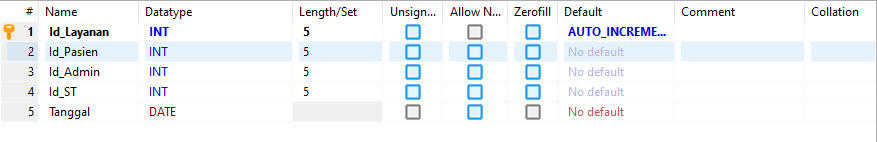 # Name Datatype Length/Set Unsign... Allow N... Zerofill Default Comment Collation
1 Id_Layanan INT 5 AUTO_INCREME...
2 Id_Pasien INT 5 No default
3 Id_Admin INT 5 No default
4 Id_ST INT 5 No default
5 Tanggal DATE No default